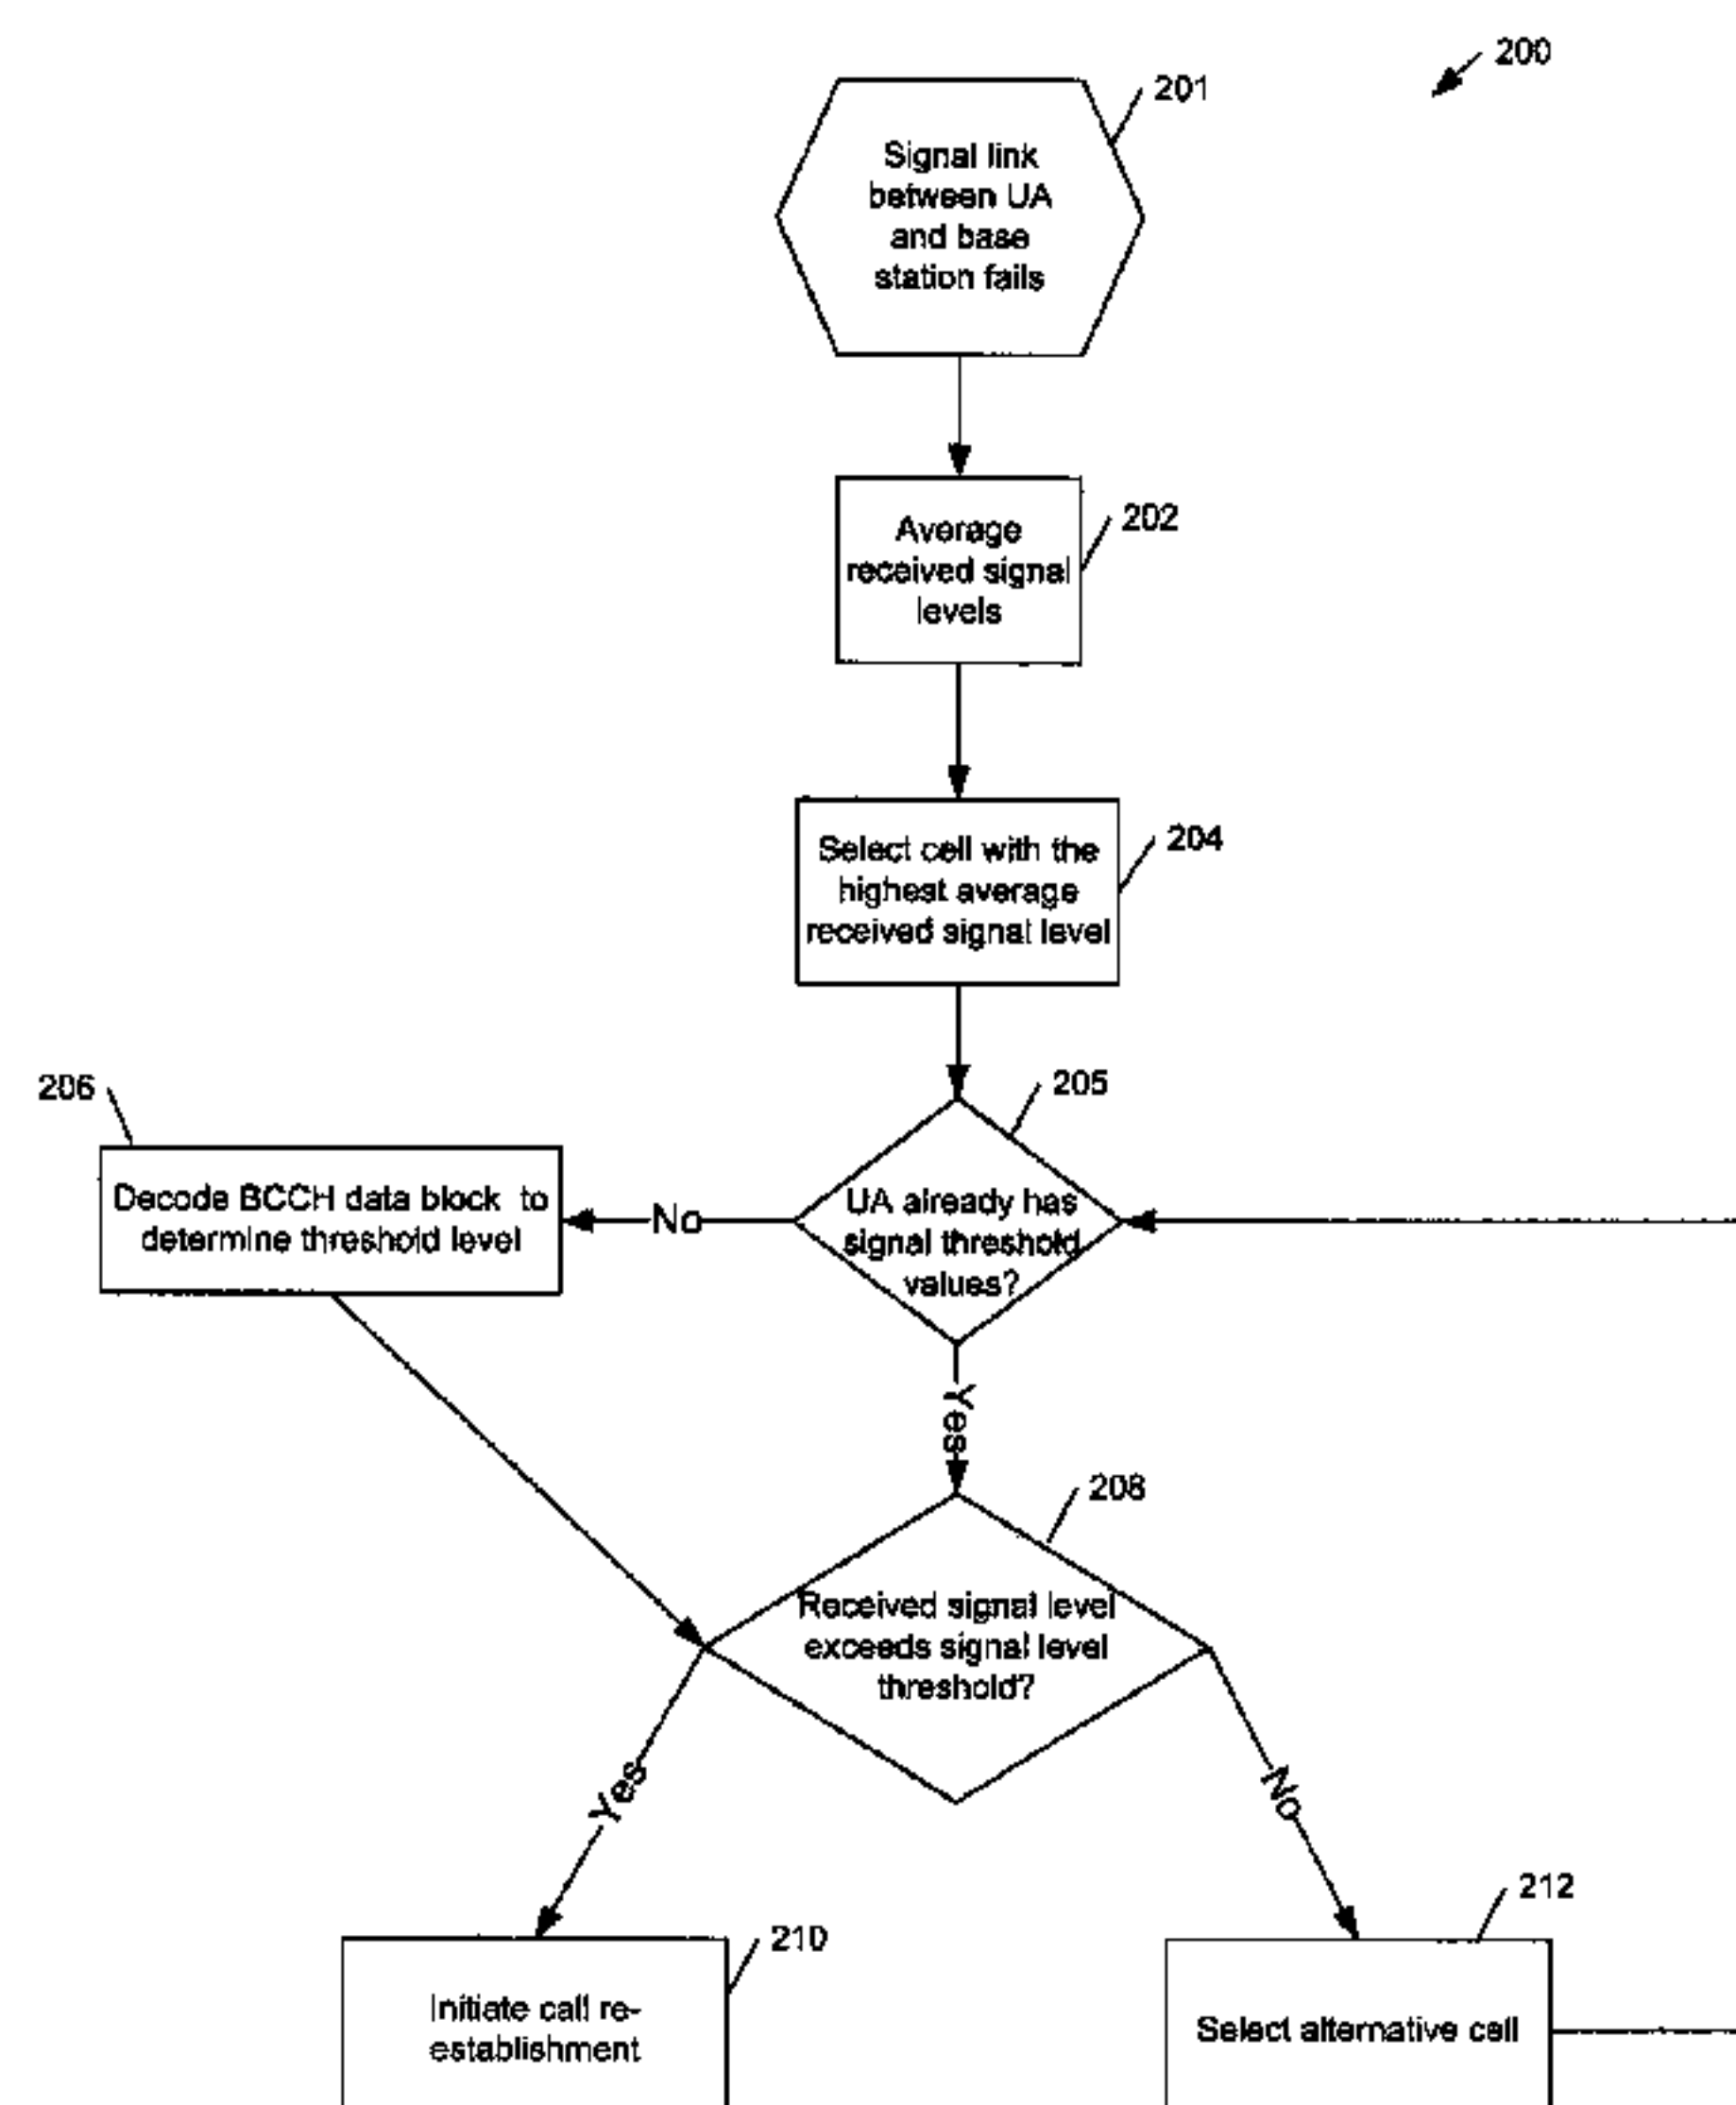 200
201
Signal link
between UA
and base
station fails
202
Average
received signal
levels
204
Select cell with the
highest average
received signal level
205
206
UA already has
signal threshold
values?
No
Decode BCCH data block to
determine threshold level
Yes
208
Received signal level
exceeds signal level
threshold?
Yes
No
210
Initiate call re-
establishment
212
Select alternative cell